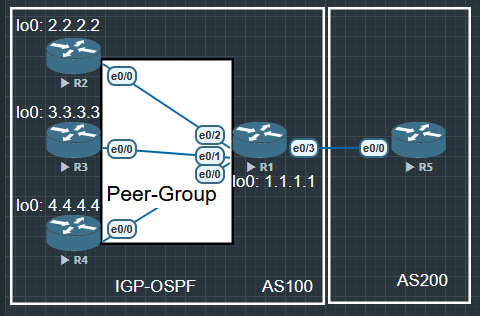 lo0: 2.2.2.2
R2
e0/0
lo0: 3.3.3.3
R3
e0/0
lo0: 4.4.4.4
R4
e0/0
Peer-Group
e0/2
e0/1
e0/0
R1
lo0: 1.1.1.1
e0/3
e0/0
R5
IGP-OSPF
AS100
AS200